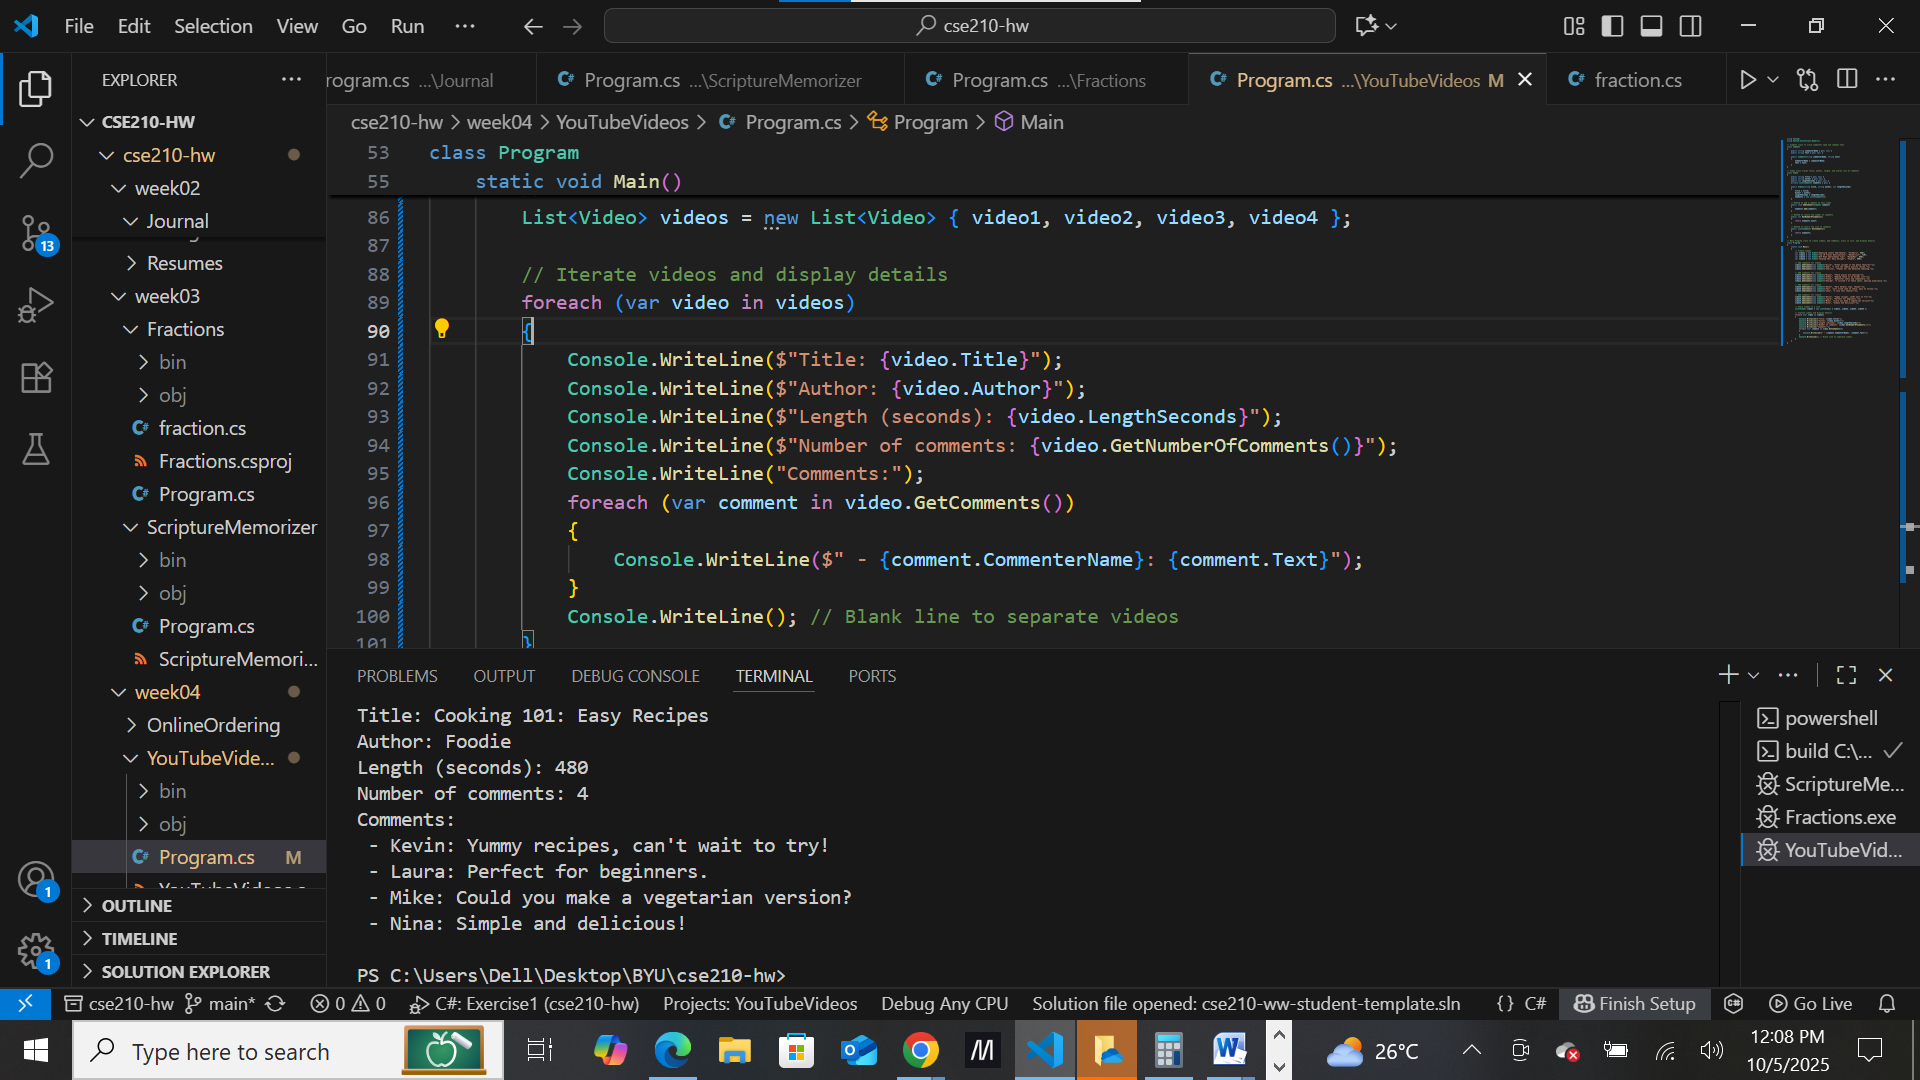 File Edit Selection View Go Run ··· cse210-hw
EXPLORER ···
CSE210-HW
cse210-hw
week02
Journal
Resumes
week03
Fractions
bin
obj
C# fraction.cs
Fractions.csproj
C# Program.cs
ScriptureMemorizer
bin
obj
C# Program.cs
ScriptureMemori...
week04
OnlineOrdering
YouTubeVide...
bin
obj
C# Program.cs M
OUTLINE
TIMELINE
SOLUTION EXPLORER
13
1
1
rogram.cs ...\Journal C# Program.cs ...\ScriptureMemorizer C# Program.cs ...\Fractions C# Program.cs ...\YouTubeVideos M C# fraction.cs
cse210-hw > week04 > YouTubeVideos > C# Program.cs > Program > Main
53 class Program
55 static void Main()
86 List<Video> videos = new List<Video> { video1, video2, video3, video4 };
87
88 // Iterate videos and display details
89 foreach (var video in videos)
90 {
91 Console.WriteLine($"Title: {video.Title}");
92 Console.WriteLine($"Author: {video.Author}");
93 Console.WriteLine($"Length (seconds): {video.LengthSeconds}");
94 Console.WriteLine($"Number of comments: {video.GetNumberOfComments()}");
95 Console.WriteLine("Comments:");
96 foreach (var comment in video.GetComments())
97 {
98 Console.WriteLine($" - {comment.CommenterName}: {comment.Text}");
99 }
100 Console.WriteLine(); // Blank line to separate videos
101 }
PROBLEMS OUTPUT DEBUG CONSOLE TERMINAL PORTS
Title: Cooking 101: Easy Recipes
Author: Foodie
Length (seconds): 480
Number of comments: 4
Comments:
- Kevin: Yummy recipes, can't wait to try!
- Laura: Perfect for beginners.
- Mike: Could you make a vegetarian version?
- Nina: Simple and delicious!
PS C:\Users\Dell\Desktop\BYU\cse210-hw>
powershell
build C:\...
ScriptureMe...
Fractions.exe
YouTubeVid...
cse210-hw main* 0 0 C#: Exercise1 (cse210-hw) Projects: YouTubeVideos Debug Any CPU Solution file opened: cse210-ww-student-template.sln {} C# Finish Setup Go Live
Type here to search
26°C
12:08 PM
10/5/2025